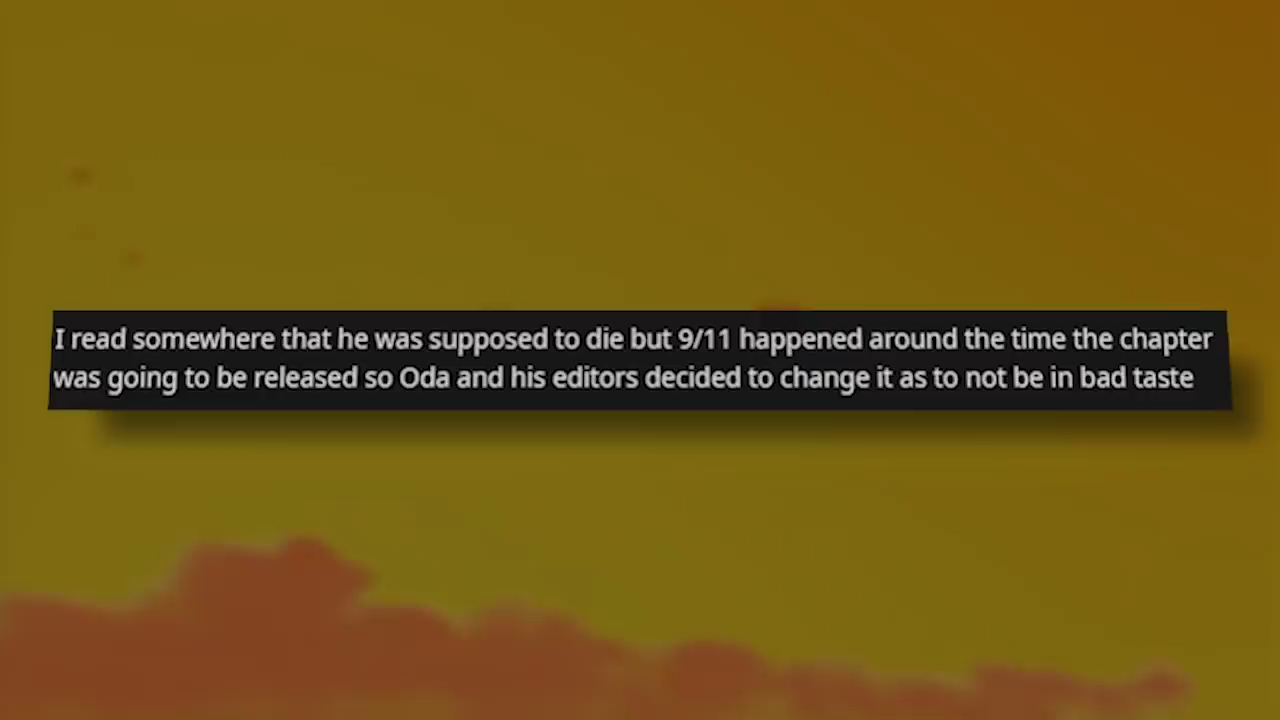 I read somewhere that he was supposed to die but 9/11 happened around the time the chapter
was going to be released so Oda and his editors decided to change it as to not be in bad taste